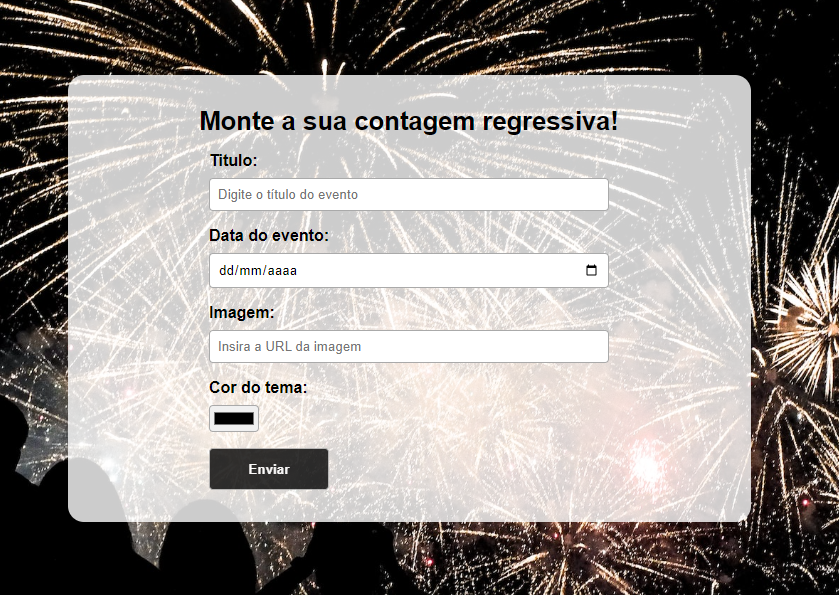 Monte a sua contagem regressiva!
Titulo:
Digite o título do evento
Data do evento:
dd/mm/aaaa
Imagem:
Insira a URL da imagem
Cor do tema:
Enviar